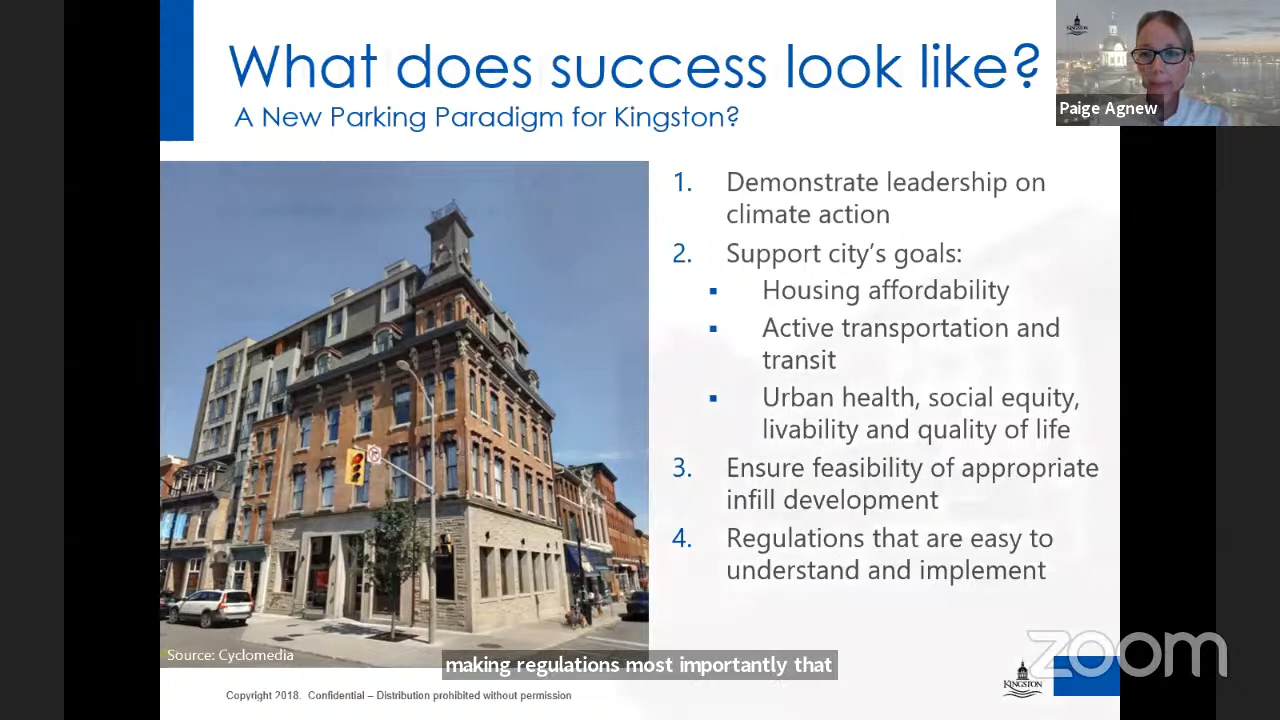 What does success look like?
A New Parking Paradigm for Kingston?
KINGSTON
Paige Agnew
1. Demonstrate leadership on
climate action
2. Support city's goals:
▪ Housing affordability
▪ Active transportation and
transit
▪ Urban health, social equity,
livability and quality of life
3. Ensure feasibility of appropriate
infill development
4. Regulations that are easy to
understand and implement
Source: Cyclomedia
making regulations most importantly that
zoom
KINGSTON
Copyright 2018. Confidential – Distribution prohibited without permission